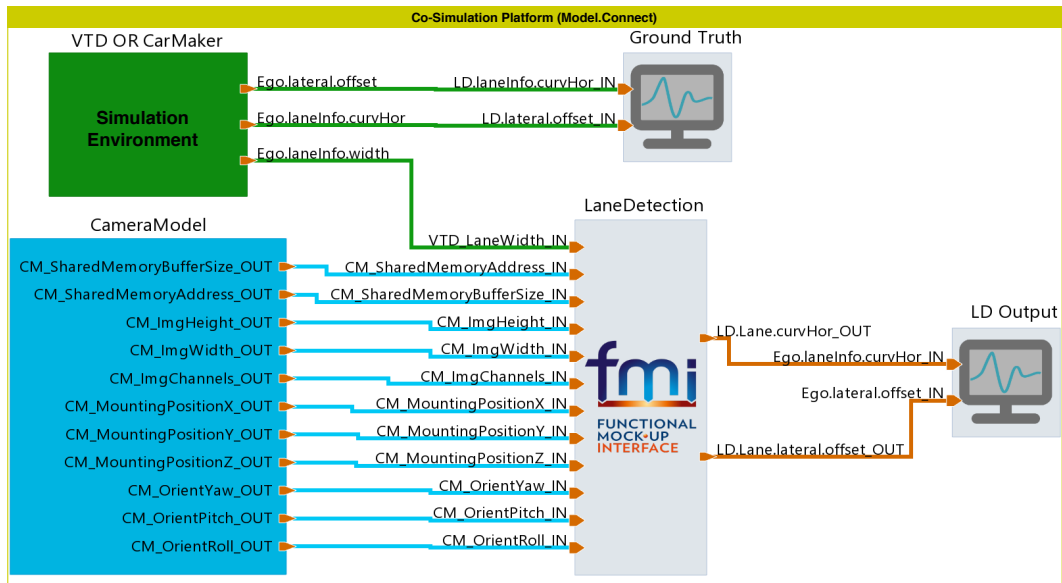 Co-Simulation Platform (Model.Connect)
VTD OR CarMaker
Ground Truth
Simulation
Environment
Ego.lateral.offset
LD.laneInfo.curvHor_IN
Ego.laneInfo.curvHor
LD.lateral.offset_IN
Ego.laneInfo.width
CameraModel
LaneDetection
VTD_LaneWidth_IN
CM_SharedMemoryBufferSize_OUT
CM_SharedMemoryAddress_IN
CM_SharedMemoryAddress_OUT
CM_SharedMemoryBufferSize_IN
CM_ImgHeight_OUT
CM_ImgHeight_IN
CM_ImgWidth_OUT
CM_ImgWidth_IN
CM_ImgChannels_OUT
CM_ImgChannels_IN
CM_MountingPositionX_OUT
CM_MountingPositionX_IN
CM_MountingPositionY_OUT
CM_MountingPositionY_IN
CM_MountingPositionZ_OUT
CM_MountingPositionZ_IN
CM_OrientYaw_OUT
CM_OrientYaw_IN
CM_OrientPitch_OUT
CM_OrientPitch_IN
CM_OrientRoll_OUT
CM_OrientRoll_IN
fmi
FUNCTIONAL
MOCK-UP
INTERFACE
LD.Lane.curvHor_OUT
LD.Lane.lateral.offset_OUT
LD Output
Ego.laneInfo.curvHor_IN
Ego.lateral.offset_IN